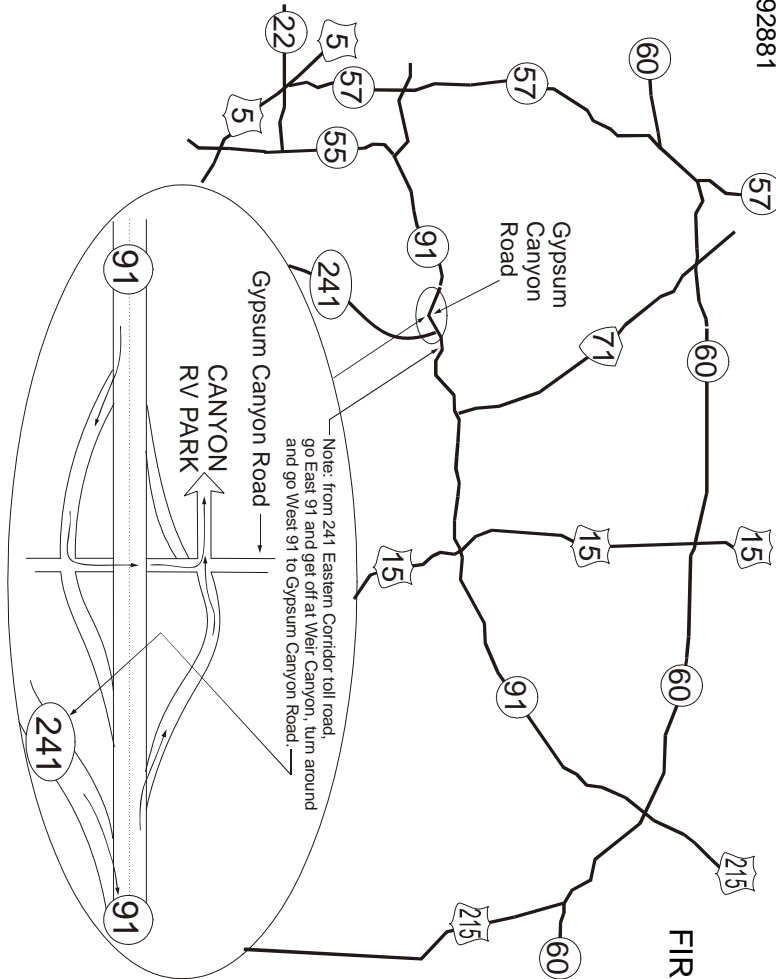 92881
57
15
215
60
60
FIR
60
71
15
60
57
Gypsum
Canyon
Road
91
215
91
15
57
5
55
241
22
5
Note: from 241 Eastern Corridor toll road,
go East 91 and get off at Weir Canyon, turn around
and go West 91 to Gypsum Canyon Road.
Gypsum Canyon Road
CANYON
RV PARK
91
91
241